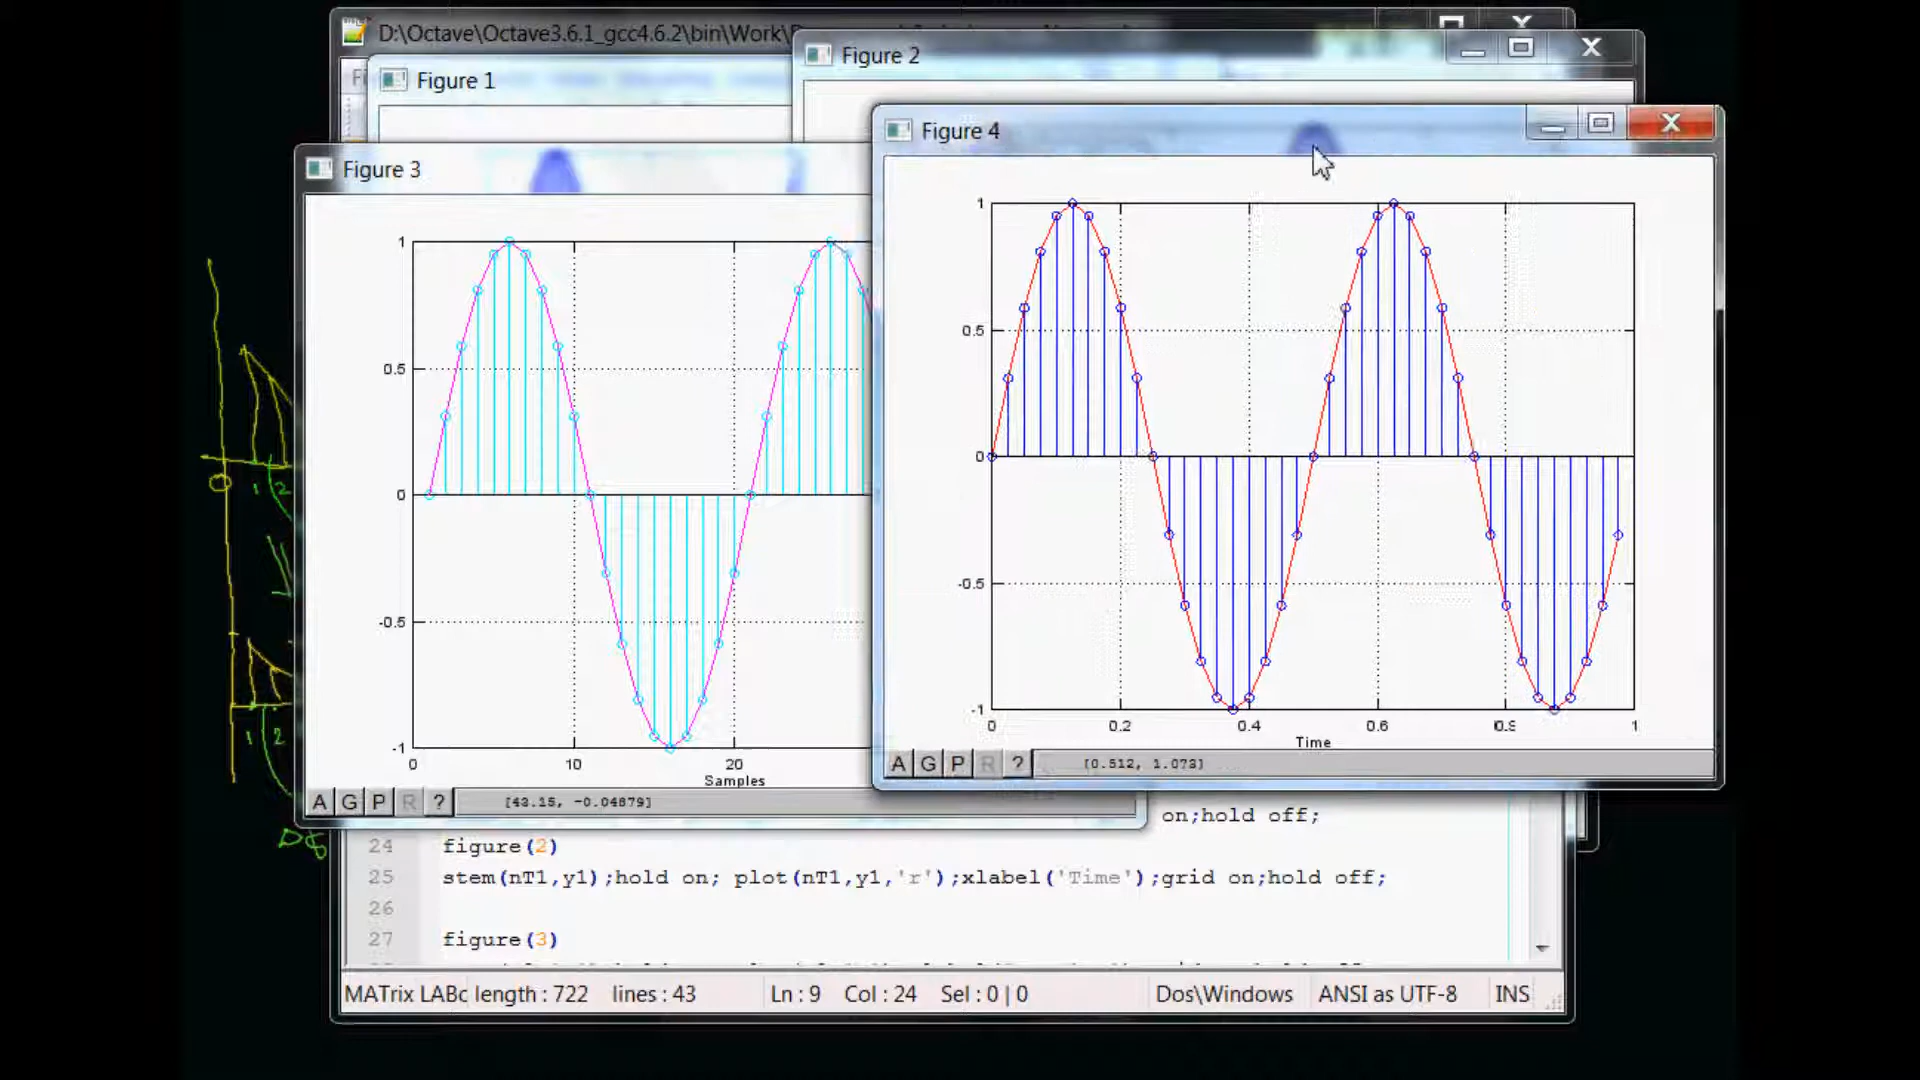 D:\Octave\Octave3.6.1_gcc4.6.2\bin\Work\
Figure 2
Figure 1
Figure 4
Figure 3
1
0.5
0
-0.5
-1
0
10
20
Samples
A G P R ?
[43.15, -0.04879]
1
0.5
0
-0.5
-1
0
0.2
0.4
0.6
0.8
1
Time
A G P R ?
[0.512, 1.073]
0
1 2
1 2
on;hold off;
24 figure(2)
25 stem(nT1,y1);hold on; plot(nT1,y1,'r');xlabel('Time');grid on;hold off;
26
27 figure(3)
MATrix LABc length : 722 lines : 43 Ln : 9 Col : 24 Sel : 0 | 0 Dos\Windows ANSI as UTF-8 INS